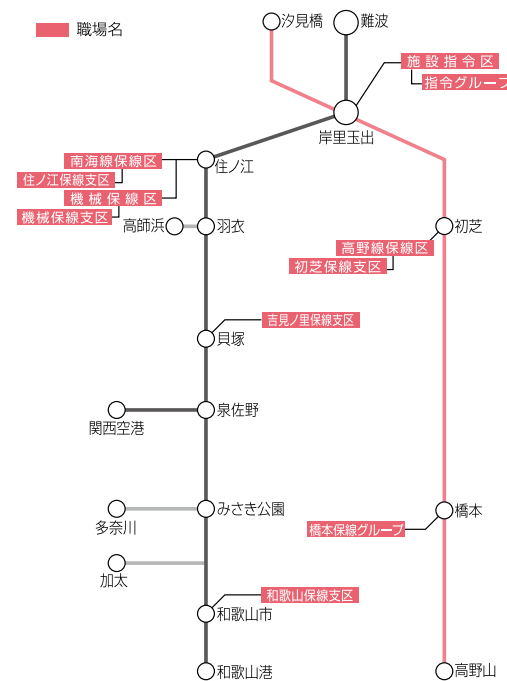 職場名
汐見橋
難波
施設指令区
指令グループ
岸里玉出
南海線保線区
住ノ江
住ノ江保線支区
機械保線区
機械保線支区
高師浜
羽衣
初芝
高野線保線区
初芝保線支区
吉見ノ里保線支区
貝塚
泉佐野
関西空港
みさき公園
橋本
多奈川
橋本保線グループ
加太
和歌山保線支区
和歌山市
和歌山港
高野山